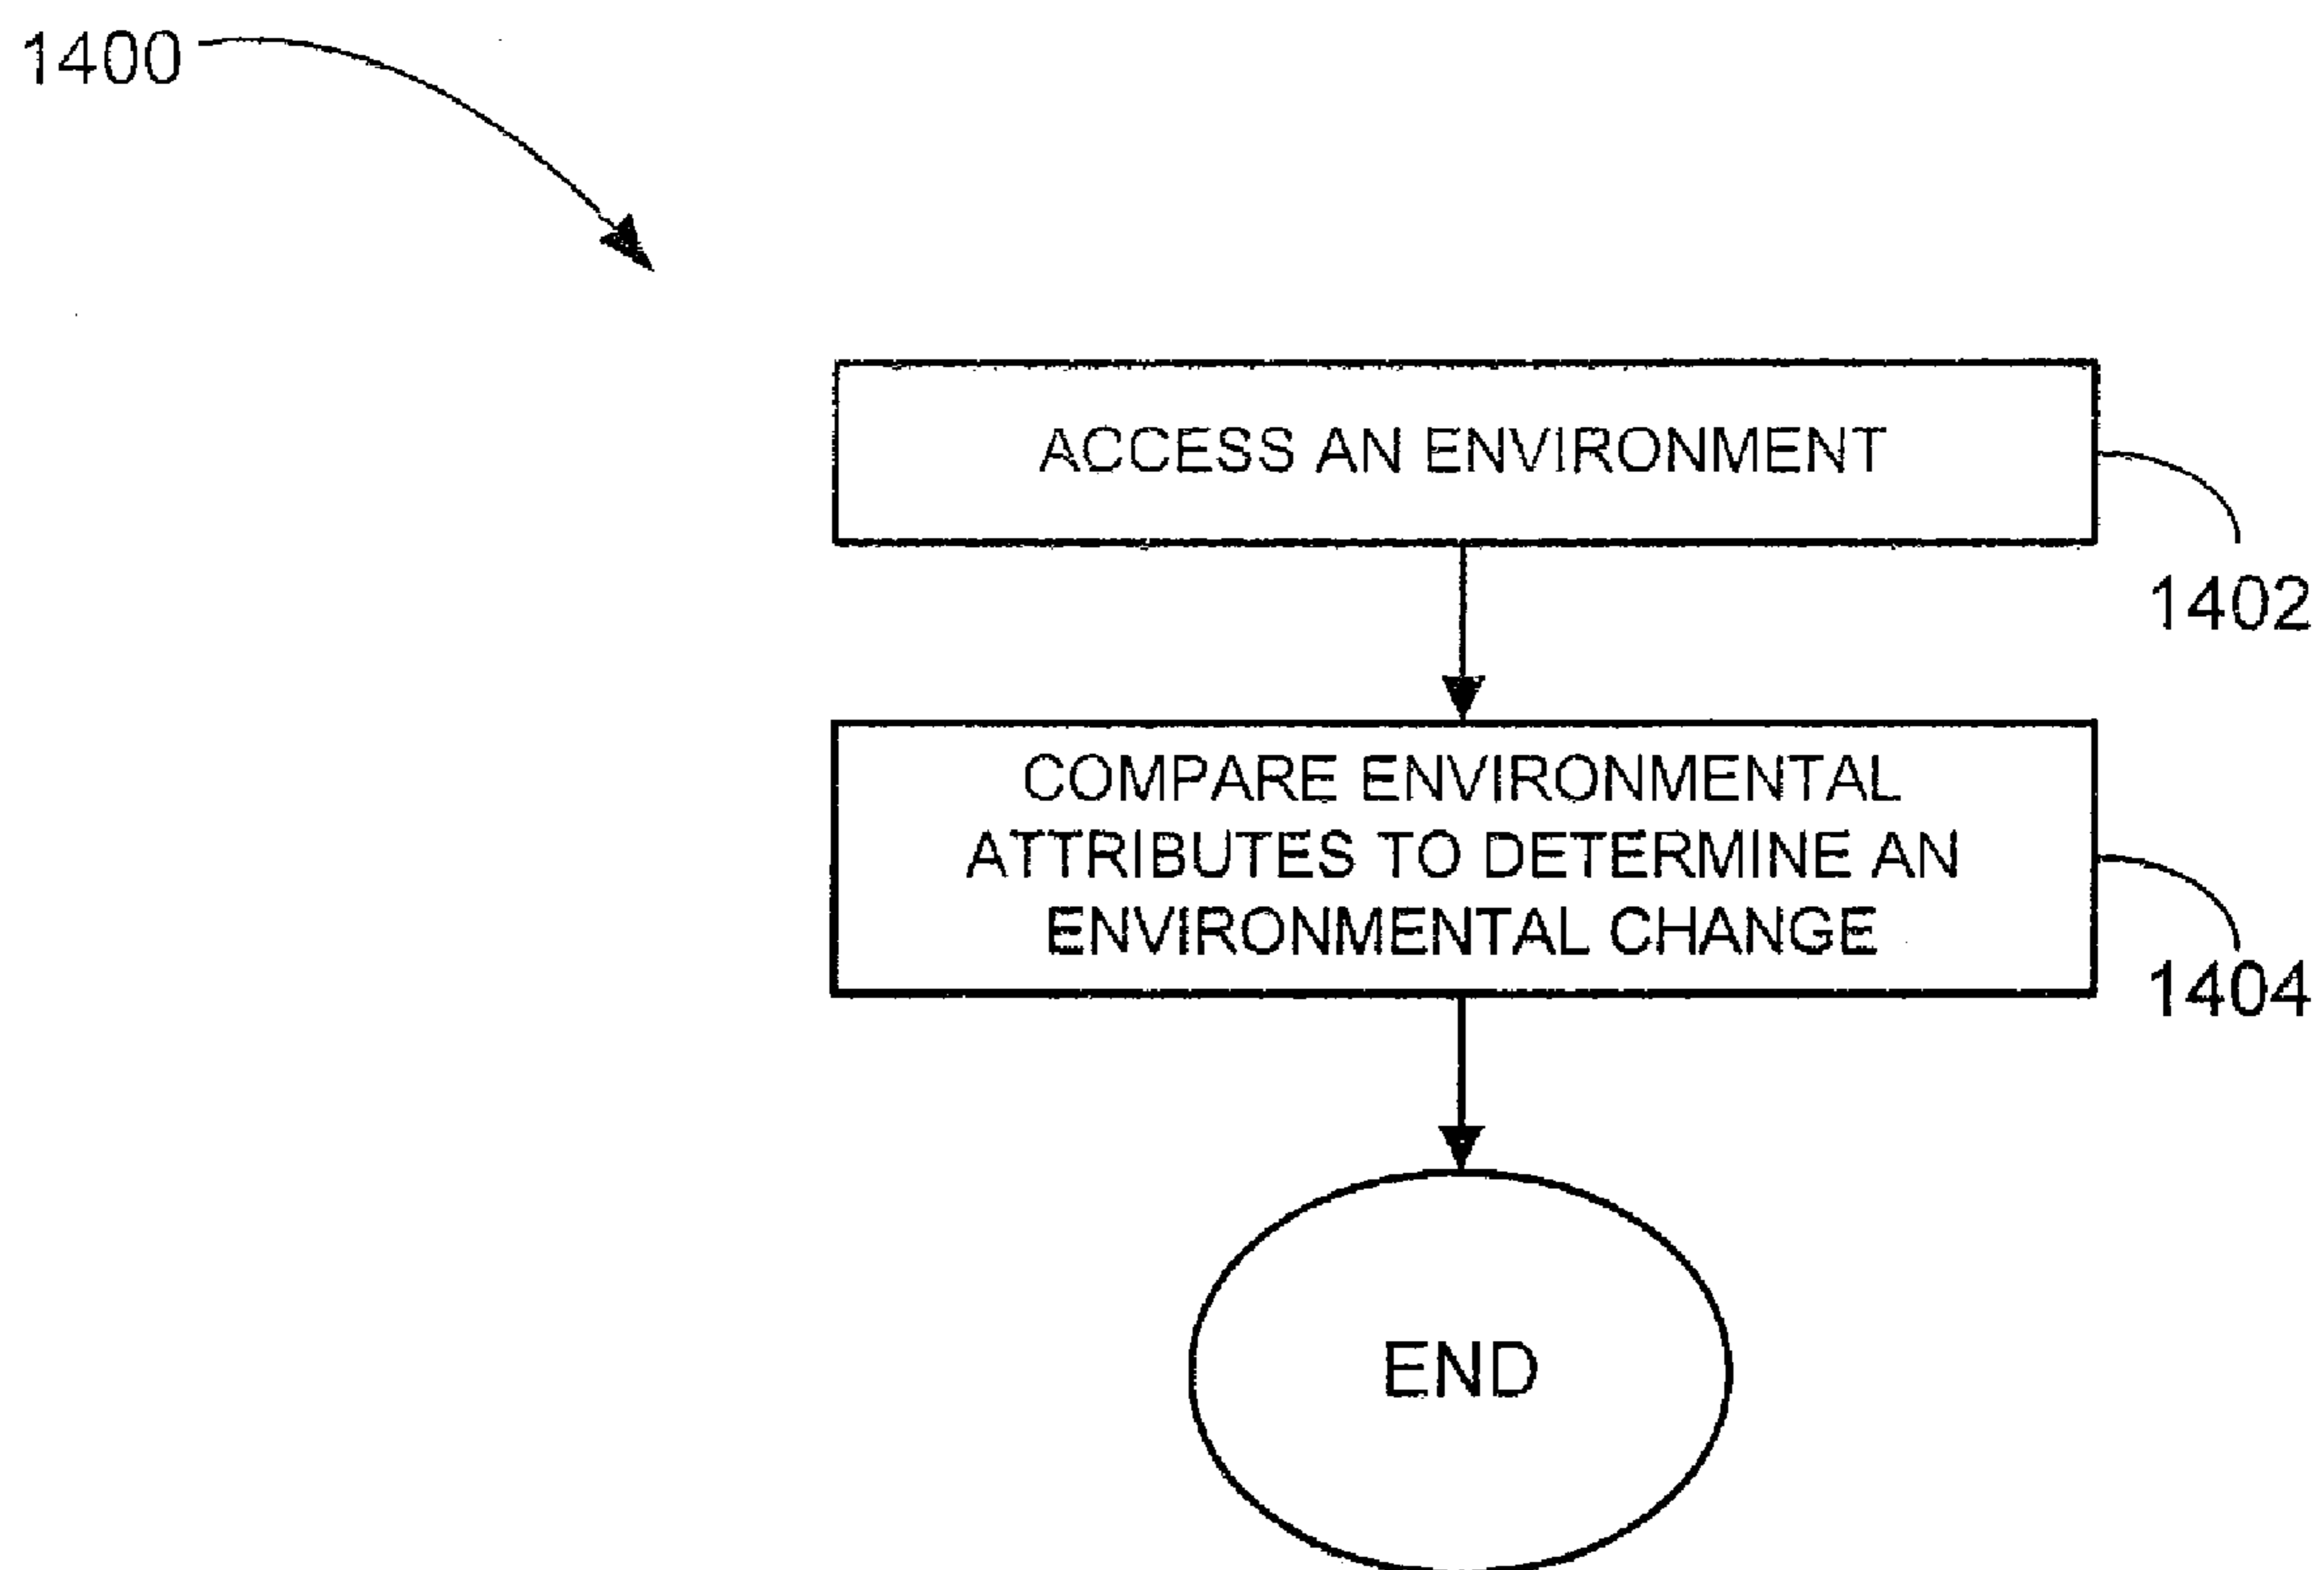 1400
ACCESS AN ENVIRONMENT
1402
COMPARE ENVIRONMENTAL
ATTRIBUTES TO DETERMINE AN
ENVIRONMENTAL CHANGE
1404
END